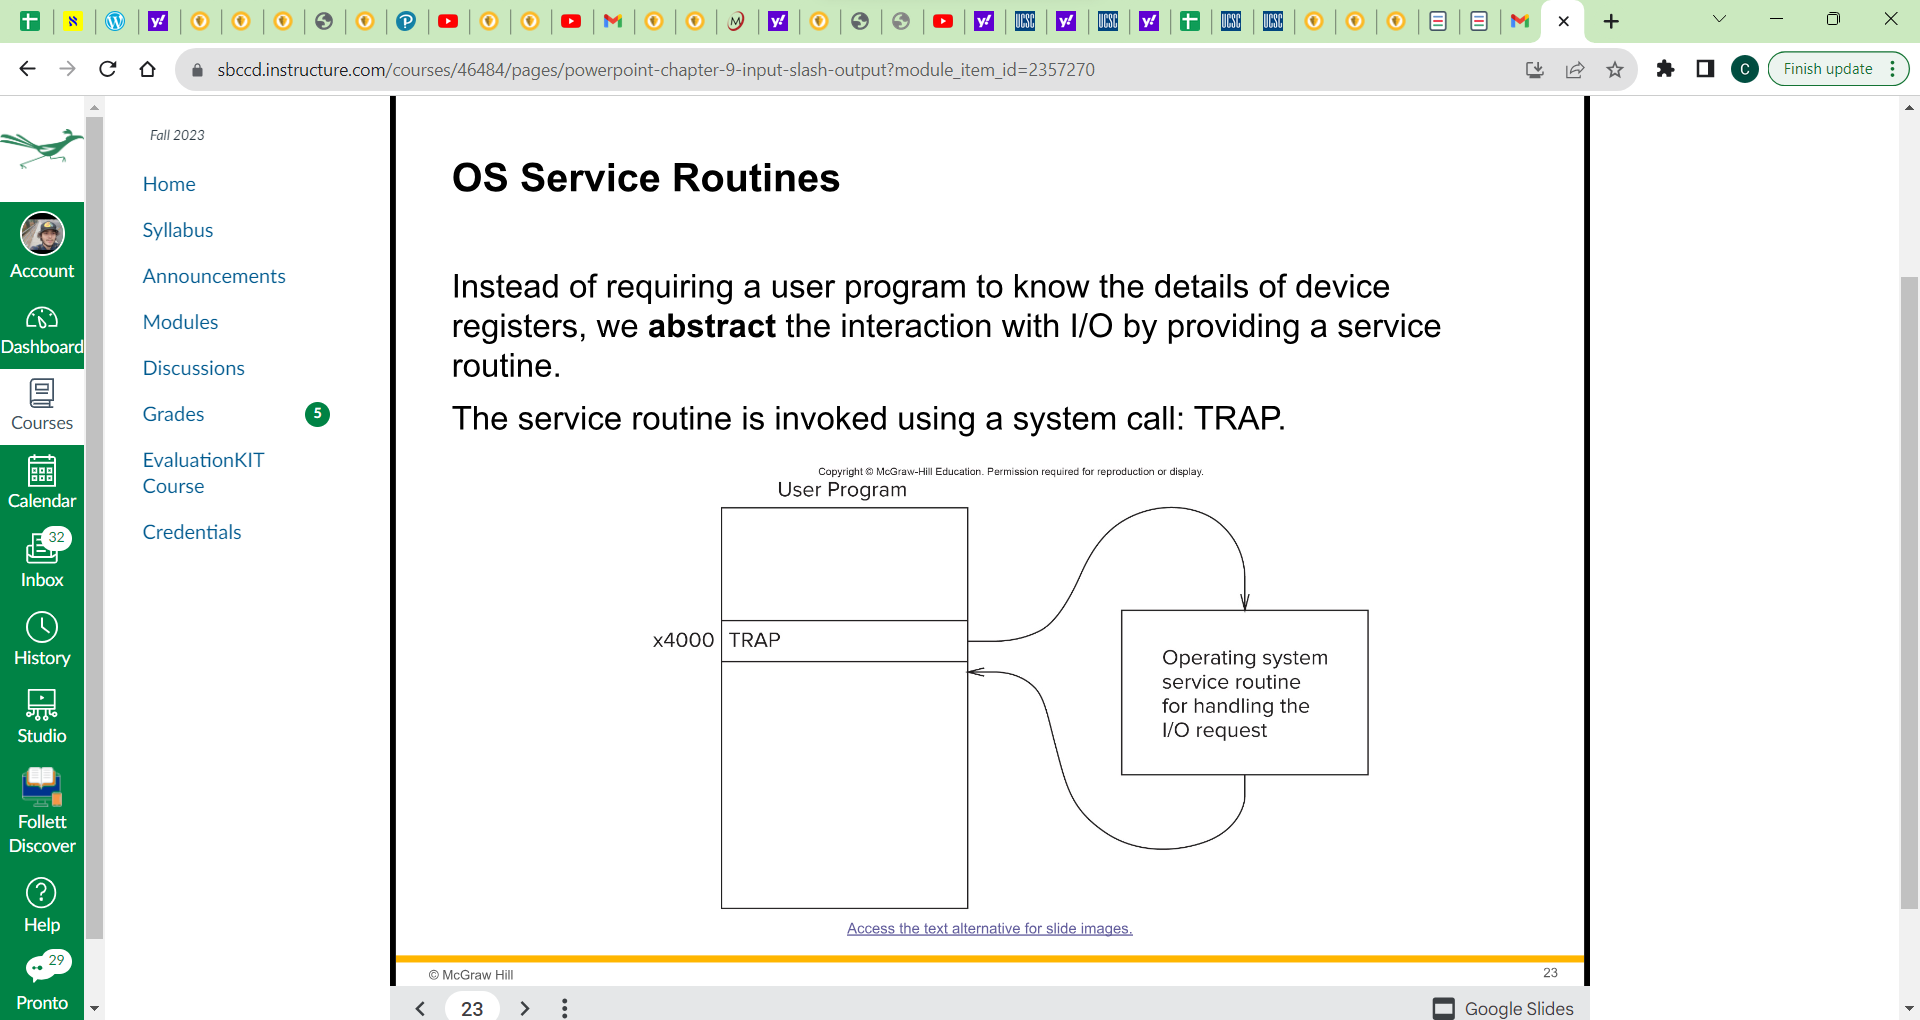 sbccd.instructure.com/courses/46484/pages/powerpoint-chapter-9-input-slash-output?module_item_id=2357270
C
Finish update
Fall 2023
Home
Syllabus
Announcements
Modules
Discussions
Grades 5
EvaluationKIT
Course
Credentials
Account
Dashboard
Courses
Calendar
32
Inbox
History
Studio
Follett
Discover
Help
29
Pronto
OS Service Routines
Instead of requiring a user program to know the details of device
registers, we abstract the interaction with I/O by providing a service
routine.
The service routine is invoked using a system call: TRAP.
Copyright © McGraw-Hill Education. Permission required for reproduction or display.
User Program
x4000 TRAP
Operating system
service routine
for handling the
I/O request
Access the text alternative for slide images.
© McGraw Hill
23
23
Google Slides